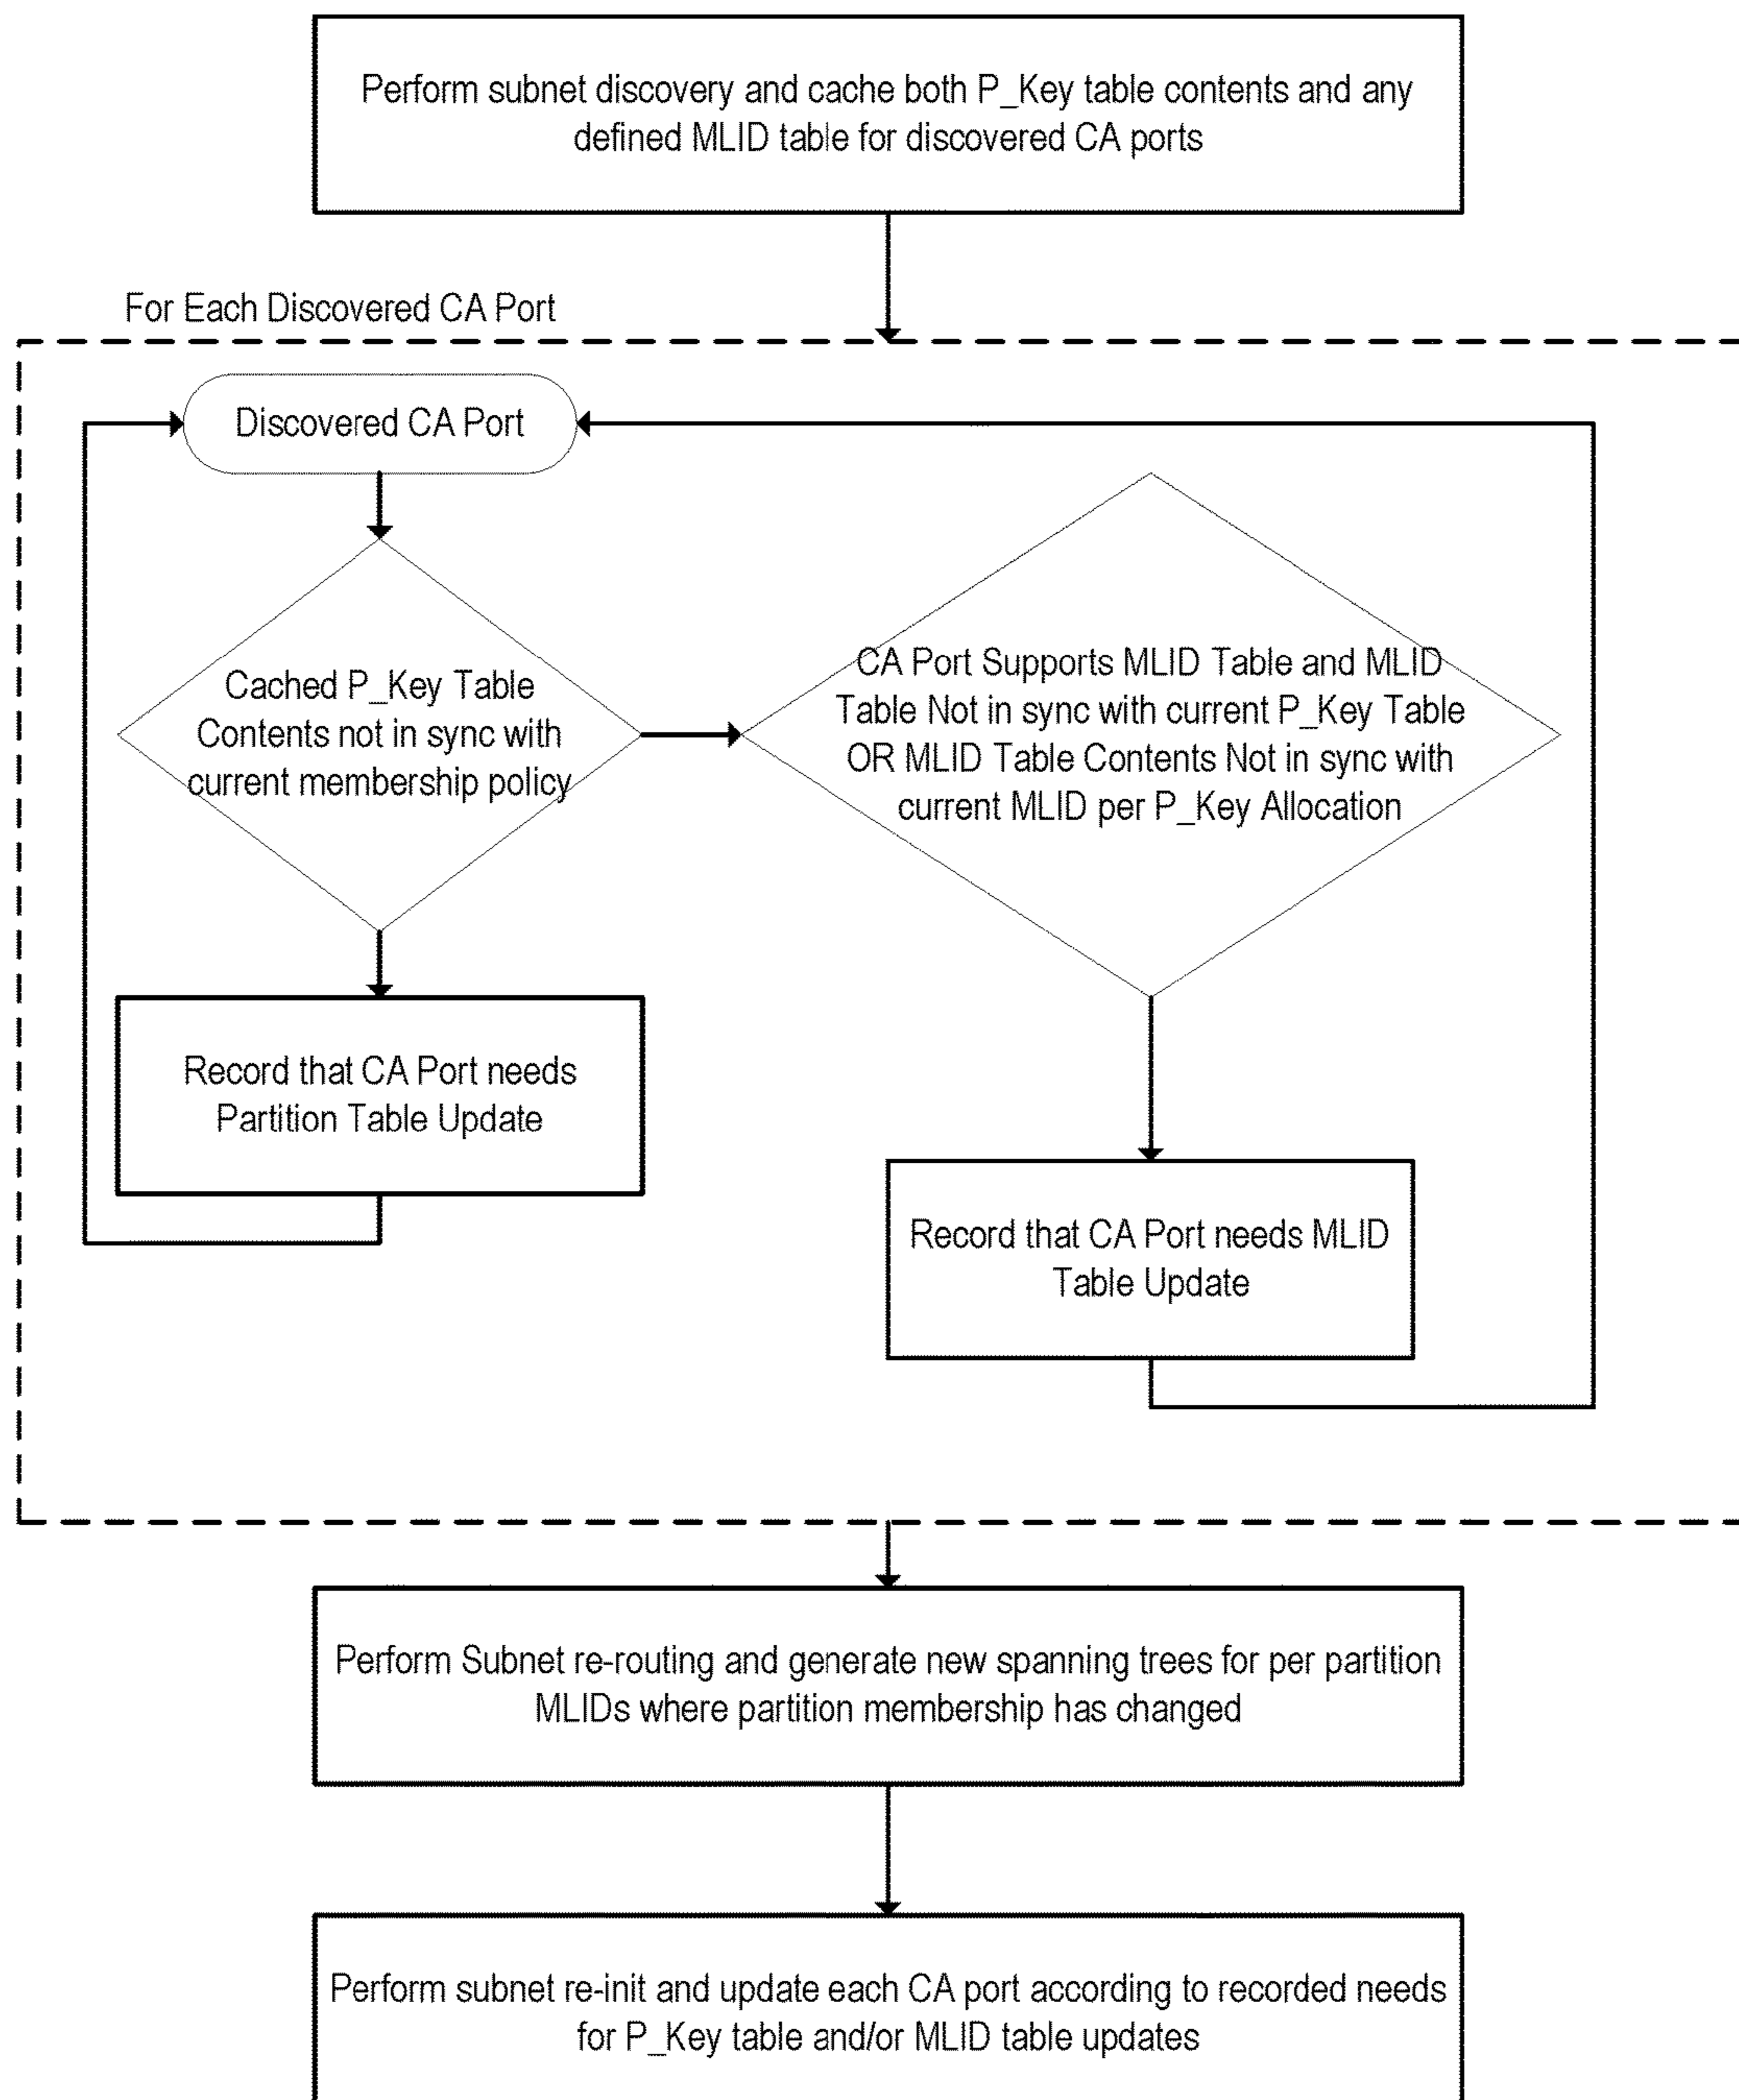 Perform subnet discovery and cache both P_Key table contents and any
defined MLID table for discovered CA ports
For Each Discovered CA Port
Discovered CA Port
Cached P_Key Table
Contents not in sync with
current membership policy
CA Port Supports MLID Table and MLID
Table Not in sync with current P_Key Table
OR MLID Table Contents Not in sync with
current MLID per P_Key Allocation
Record that CA Port needs
Partition Table Update
Record that CA Port needs MLID
Table Update
Perform Subnet re-routing and generate new spanning trees for per partition
MLIDs where partition membership has changed
Perform subnet re-init and update each CA port according to recorded needs
for P_Key table and/or MLID table updates